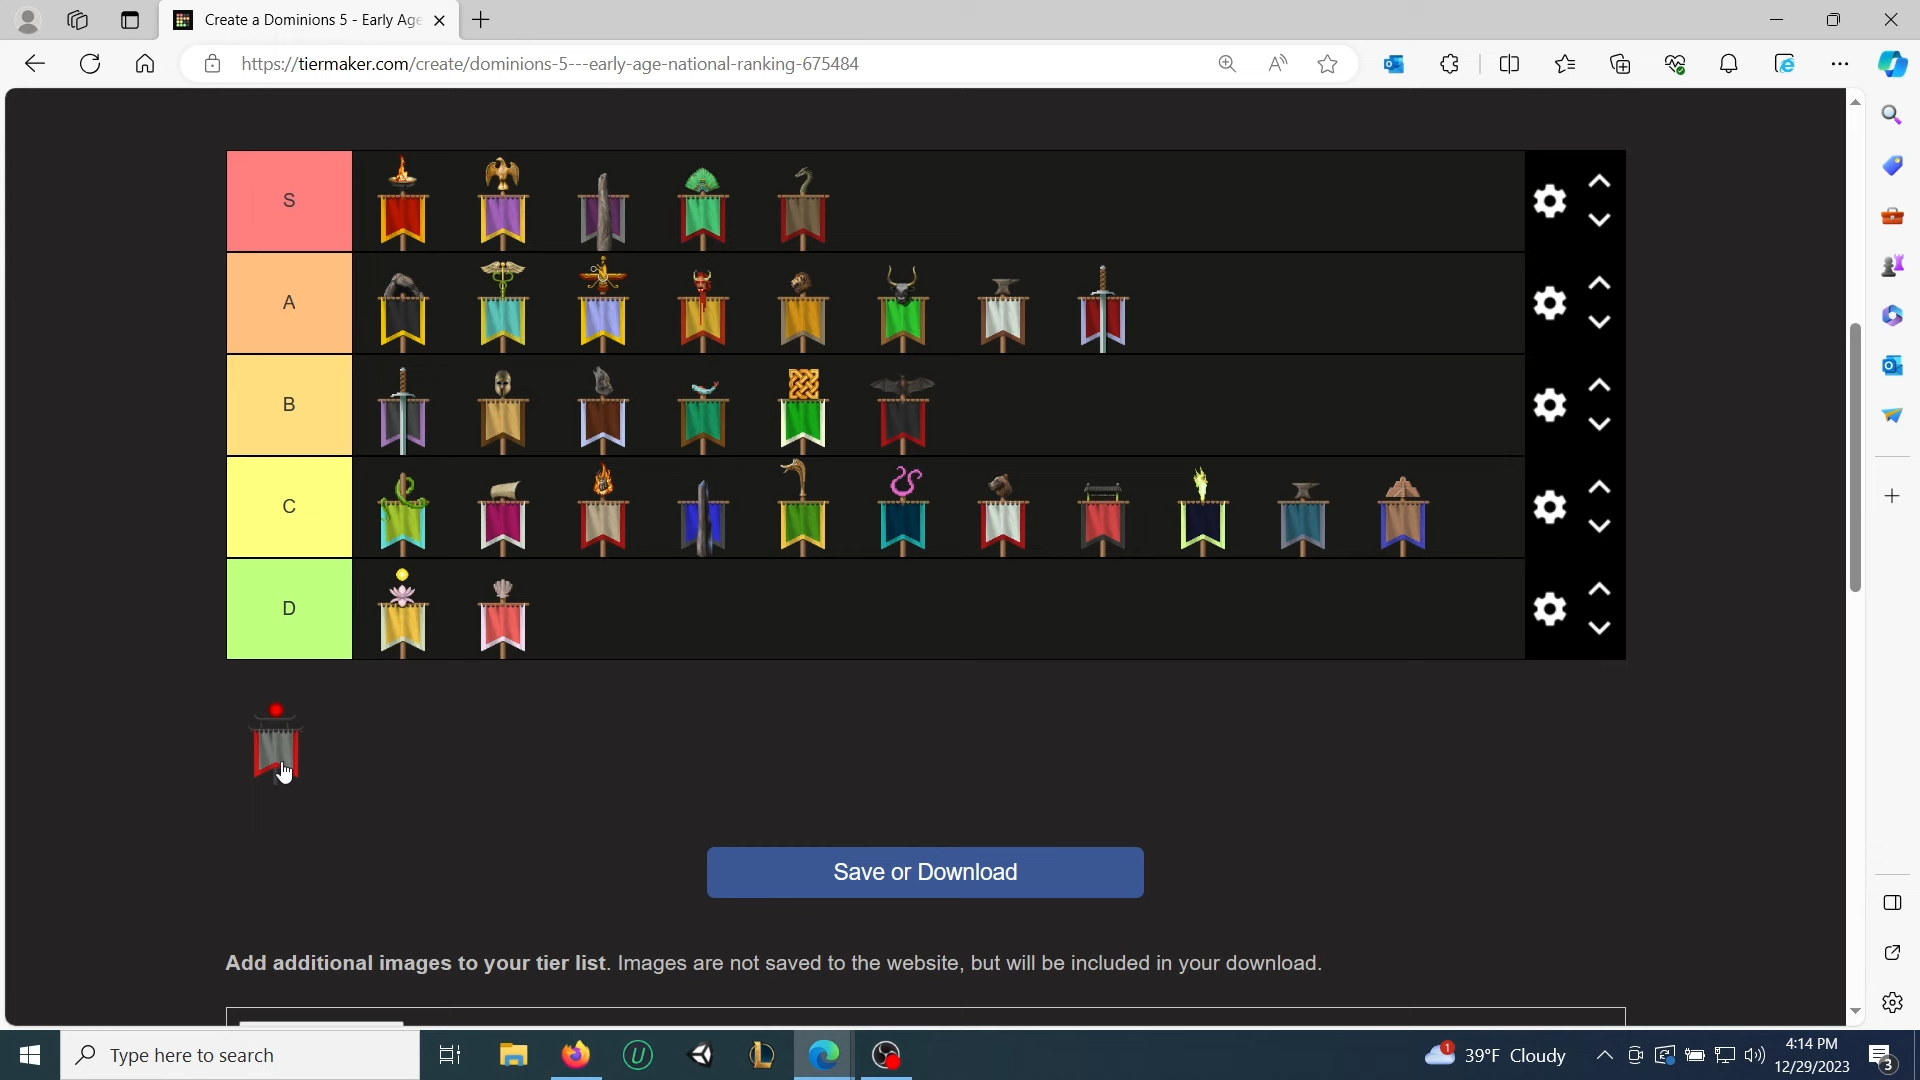 Create a Dominions 5 - Early Age
https://tiermaker.com/create/dominions-5---early-age-national-ranking-675484
S
A
B
C
D
Save or Download
Add additional images to your tier list. Images are not saved to the website, but will be included in your download.
Type here to search
1
39°F Cloudy
4:14 PM
12/29/2023
3